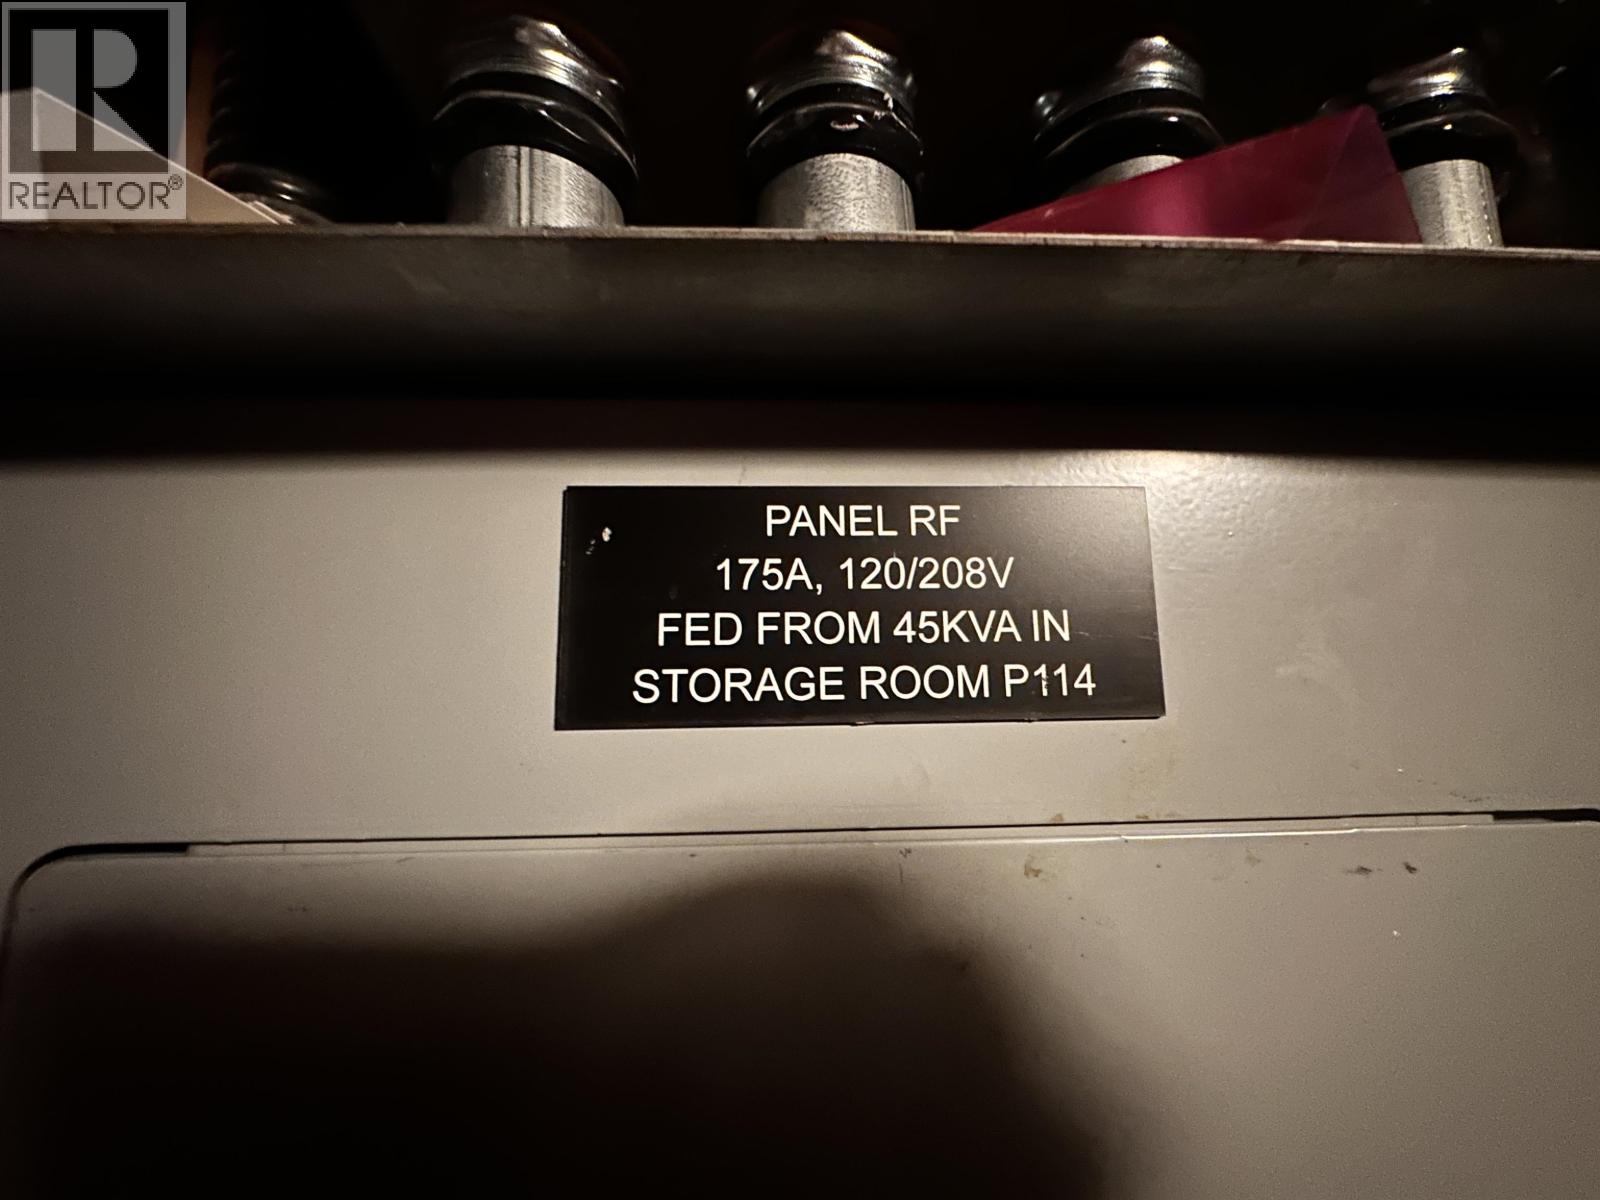 R
REALTOR®
PANEL RF
175A, 120/208V
FED FROM 45KVA IN
STORAGE ROOM P114